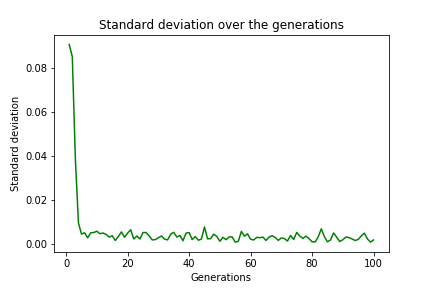 Standard deviation over the generations
0.08
0.06
0.04
0.02
0.00
Standard deviation
0 20 40 60 80 100
Generations